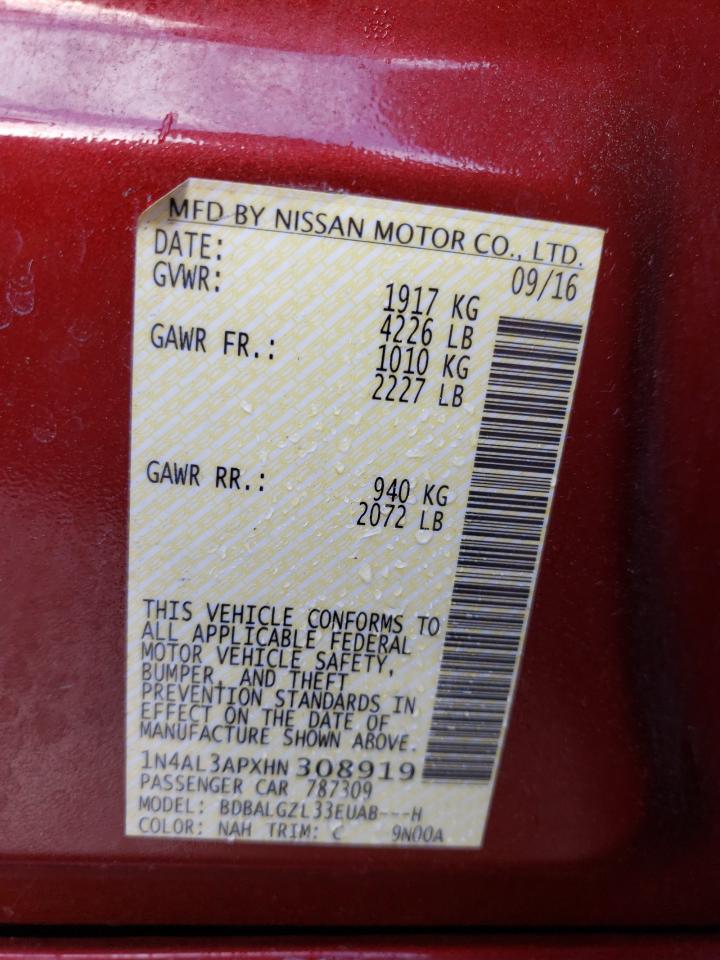 MFD BY NISSAN MOTOR CO., LTD.
DATE: 09/16
GVWR: 1917 KG
4226 LB
GAWR FR.: 1010 KG
2227 LB
GAWR RR.: 940 KG
2072 LB
THIS VEHICLE CONFORMS TO
ALL APPLICABLE FEDERAL
MOTOR VEHICLE SAFETY,
BUMPER, AND THEFT
PREVENTION STANDARDS IN
EFFECT ON THE DATE OF
MANUFACTURE SHOWN ABOVE.
1N4AL3APXHN 308919
PASSENGER CAR 787309
MODEL: BDBALGZL33EUAB---H
COLOR: NAH TRIM: C 9N00A